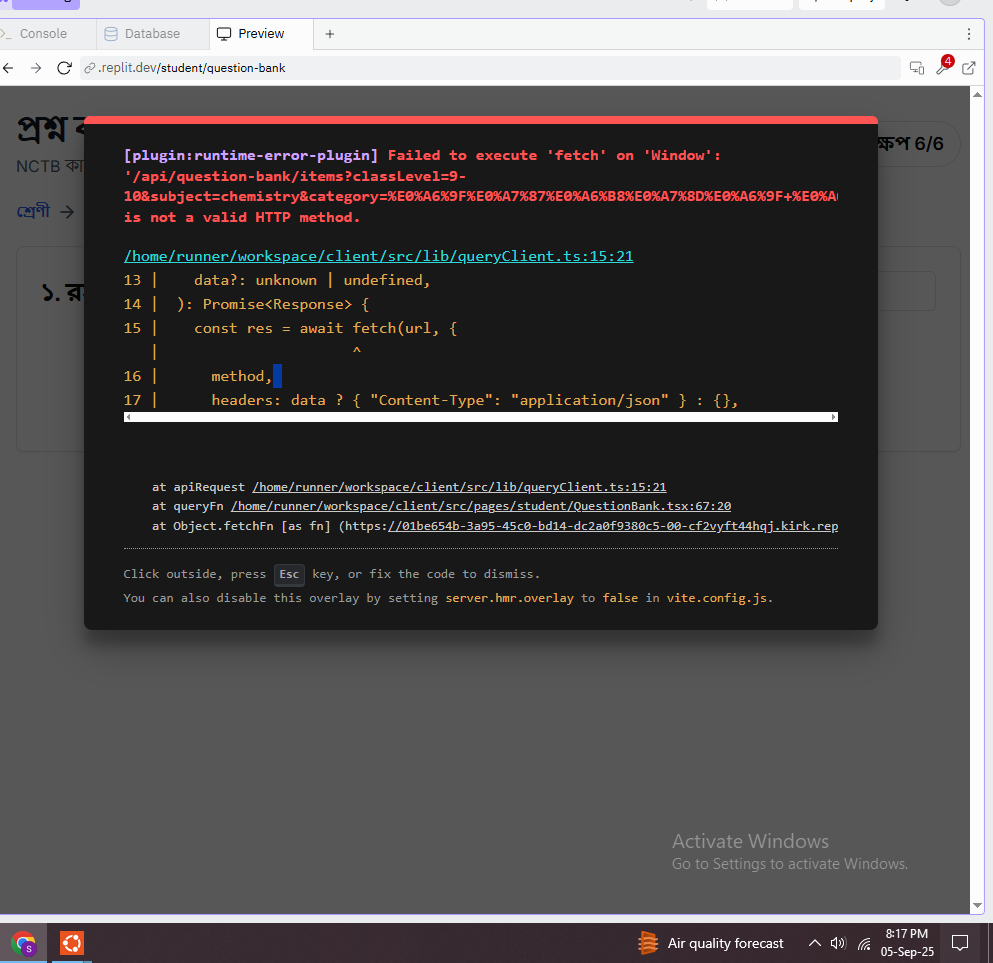 Console
Database
Preview
4
.replit.dev/student/question-bank
প্রশ্ন
NCTB
ক্ষেপ 6/6
শ্রেণী →
১.
[plugin:runtime-error-plugin] Failed to execute 'fetch' on 'Window':
'/api/question-bank/items?classLevel=9-
10&subject=chemistry&category=%E0%A6%9F%E0%A7%87%E0%A6%B8%E0%A7%8D%E0%A6%9F+%E0%A6
is not a valid HTTP method.
/home/runner/workspace/client/src/lib/queryClient.ts:15:21
13 | data?: unknown | undefined,
14 | ): Promise<Response> {
15 | const res = await fetch(url, {
| ^
16 | method,
17 | headers: data ? { "Content-Type": "application/json" } : {},
at apiRequest /home/runner/workspace/client/src/lib/queryClient.ts:15:21
at queryFn /home/runner/workspace/client/src/pages/student/QuestionBank.tsx:67:20
at Object.fetchFn [as fn] (https://01be654b-3a95-45c0-bd14-dc2a0f9380c5-00-cf2vyft44hqj.kirk.rep
Click outside, press Esc key, or fix the code to dismiss.
You can also disable this overlay by setting server.hmr.overlay to false in vite.config.js.
Activate Windows
Go to Settings to activate Windows.
S
Air quality forecast
8:17 PM
05-Sep-25